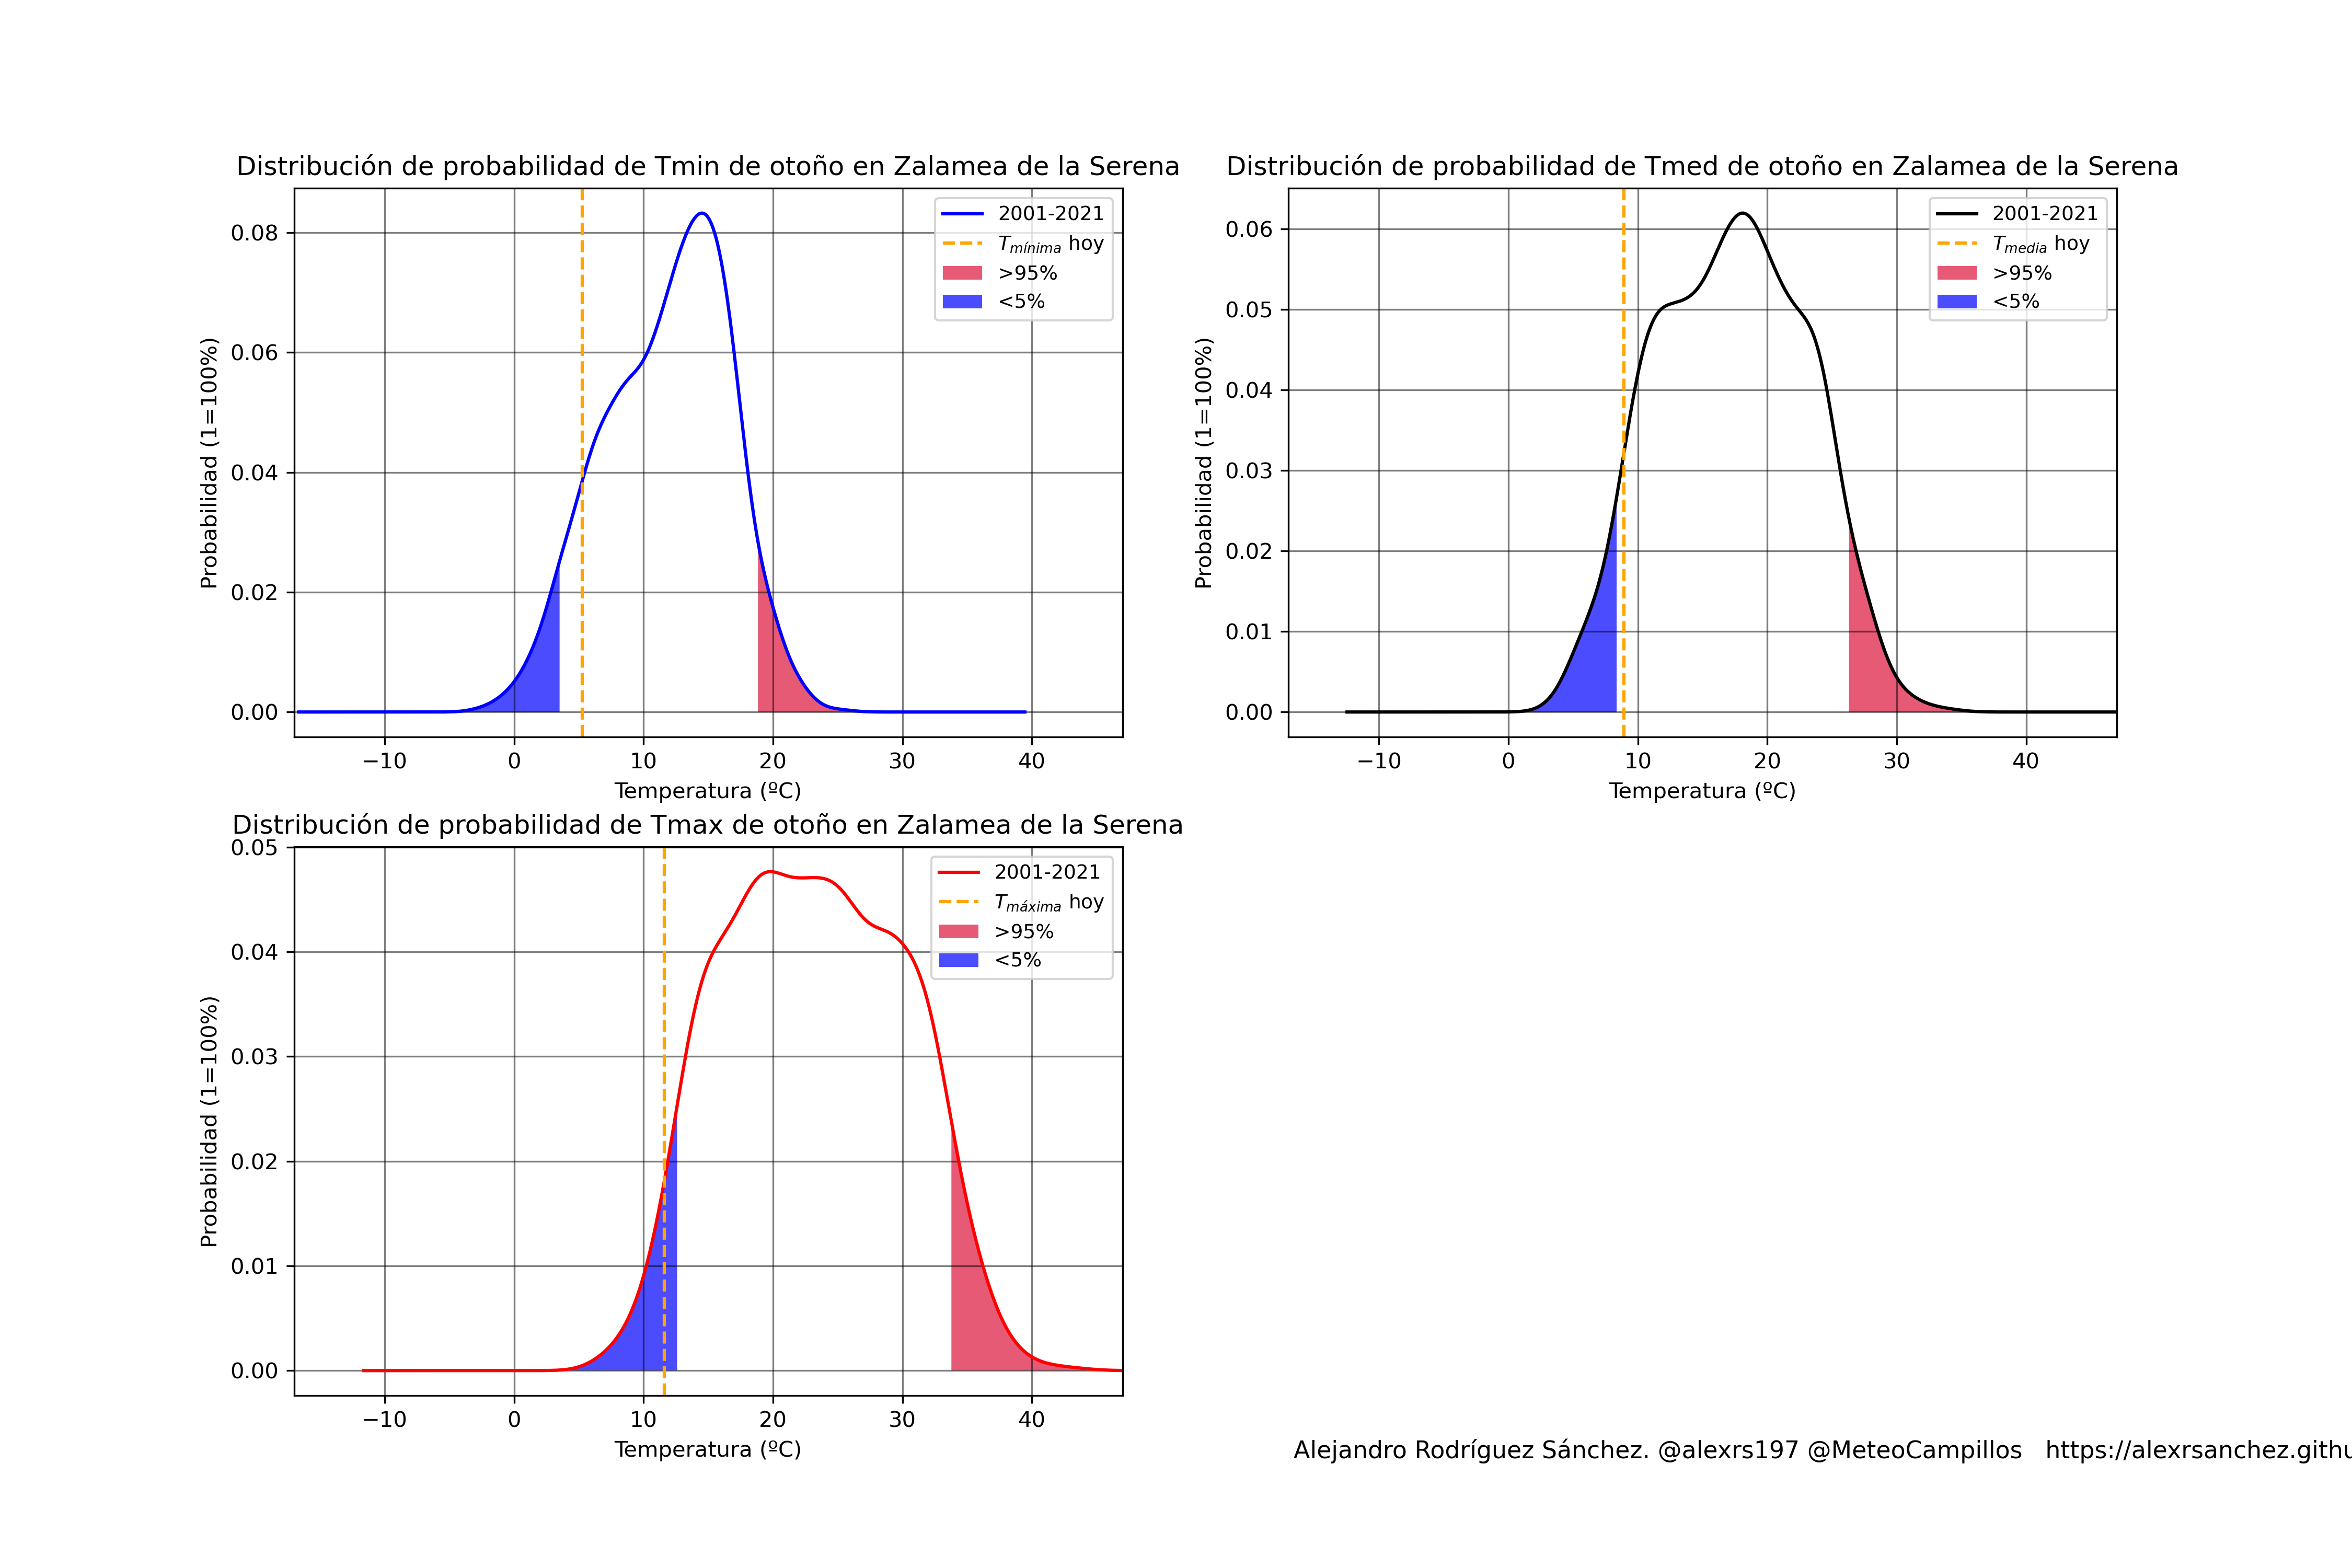 Distribución de probabilidad de Tmin de otoño en Zalamea de la Serena
2001-2021
Tmínima hoy
>95%
<5%
0.08
0.06
0.04
0.02
0.00
Probabilidad (1=100%)
−10 0 10 20 30 40
Temperatura (ºC)
Distribución de probabilidad de Tmed de otoño en Zalamea de la Serena
2001-2021
Tmedia hoy
>95%
<5%
0.06
0.05
0.04
0.03
0.02
0.01
0.00
Probabilidad (1=100%)
−10 0 10 20 30 40
Temperatura (ºC)
Distribución de probabilidad de Tmax de otoño en Zalamea de la Serena
2001-2021
Tmáxima hoy
>95%
<5%
0.05
0.04
0.03
0.02
0.01
0.00
Probabilidad (1=100%)
−10 0 10 20 30 40
Temperatura (ºC)
Alejandro Rodríguez Sánchez. @alexrs197 @MeteoCampillos https://alexrsanchez.githu